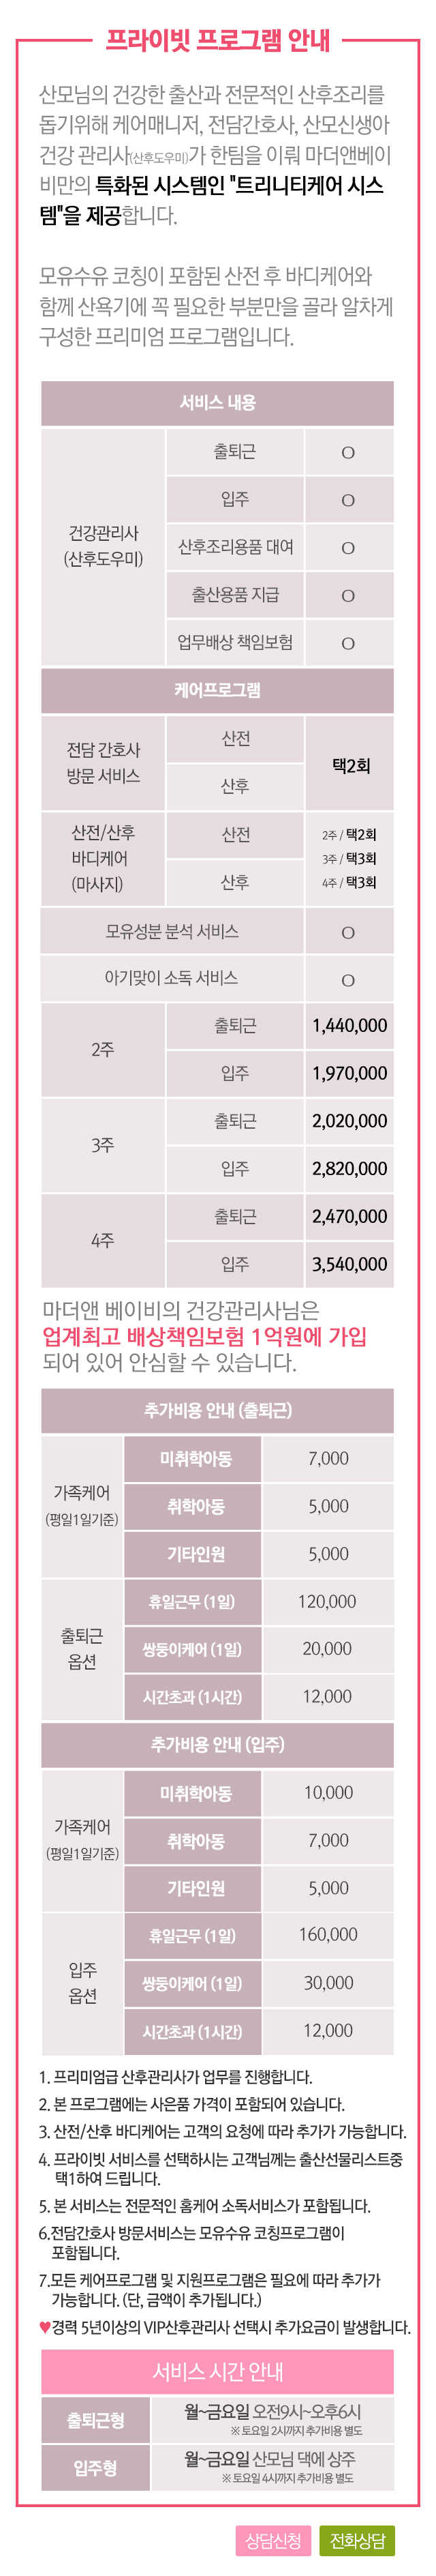 프라이빗 프로그램 안내
산모님의 건강한 출산과 전문적인 산후조리를
돕기위해 케어매니저, 전담간호사, 산모신생아
건강 관리사(산후도우미)가 한팀을 이뤄 마더앤베이
비만의 특화된 시스템인 "트리니티케어 시스
템"을 제공합니다.
모유수유 코칭이 포함된 산전 후 바디케어와
함께 산욕기에 꼭 필요한 부분만을 골라 알차게
구성한 프리미엄 프로그램입니다.
서비스 내용
건강관리사
(산후도우미)
출퇴근 O
입주 O
산후조리용품 대여 O
출산용품 지급 O
업무배상 책임보험 O
케어프로그램
전담 간호사
방문 서비스
산전
산후
택2회
산전/산후
바디케어
(마사지)
산전
산후
2주 / 택2회
3주 / 택3회
4주 / 택3회
모유성분 분석 서비스 O
아기맞이 소독 서비스 O
2주
출퇴근 1,440,000
입주 1,970,000
3주
출퇴근 2,020,000
입주 2,820,000
4주
출퇴근 2,470,000
입주 3,540,000
마더앤 베이비의 건강관리사님은
업계최고 배상책임보험 1억원에 가입
되어 있어 안심할 수 있습니다.
추가비용 안내 (출퇴근)
가족케어
(평일1일기준)
미취학아동 7,000
취학아동 5,000
기타인원 5,000
출퇴근
옵션
휴일근무 (1일) 120,000
쌍둥이케어 (1일) 20,000
시간초과 (1시간) 12,000
추가비용 안내 (입주)
가족케어
(평일1일기준)
미취학아동 10,000
취학아동 7,000
기타인원 5,000
입주
옵션
휴일근무 (1일) 160,000
쌍둥이케어 (1일) 30,000
시간초과 (1시간) 12,000
1. 프리미엄급 산후관리사가 업무를 진행합니다.
2. 본 프로그램에는 사은품 가격이 포함되어 있습니다.
3. 산전/산후 바디케어는 고객의 요청에 따라 추가가 가능합니다.
4. 프라이빗 서비스를 선택하시는 고객님께는 출산선물리스트중
택1하여 드립니다.
5. 본 서비스는 전문적인 홈케어 소독서비스가 포함됩니다.
6.전담간호사 방문서비스는 모유수유 코칭프로그램이
포함됩니다.
7.모든 케어프로그램 및 지원프로그램은 필요에 따라 추가가
가능합니다. (단, 금액이 추가됩니다.)
♥경력 5년이상의 VIP산후관리사 선택시 추가요금이 발생합니다.
서비스 시간 안내
출퇴근형
월~금요일 오전9시~오후6시
※ 토요일 2시까지 추가비용 별도
입주형
월~금요일 산모님 댁에 상주
※ 토요일 4시까지 추가비용 별도
상담신청 전화상담